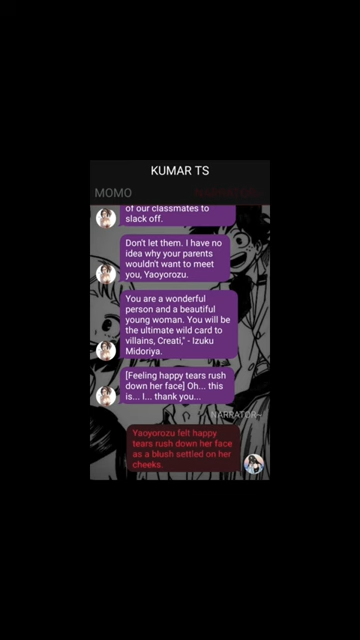 KUMAR TS
MOMO
NARRATOR~
of our classmates to
slack off.
Don't let them. I have no
idea why your parents
wouldn't want to meet
you, Yaoyorozu.
You are a wonderful
person and a beautiful
young woman. You will be
the ultimate wild card to
villains, Creati," - Izuku
Midoriya.
[Feeling happy tears rush
down her face] Oh... this
is... I... thank you...
NARRATOR~
Yaoyorozu felt happy
tears rush down her face
as a blush settled on her
cheeks.